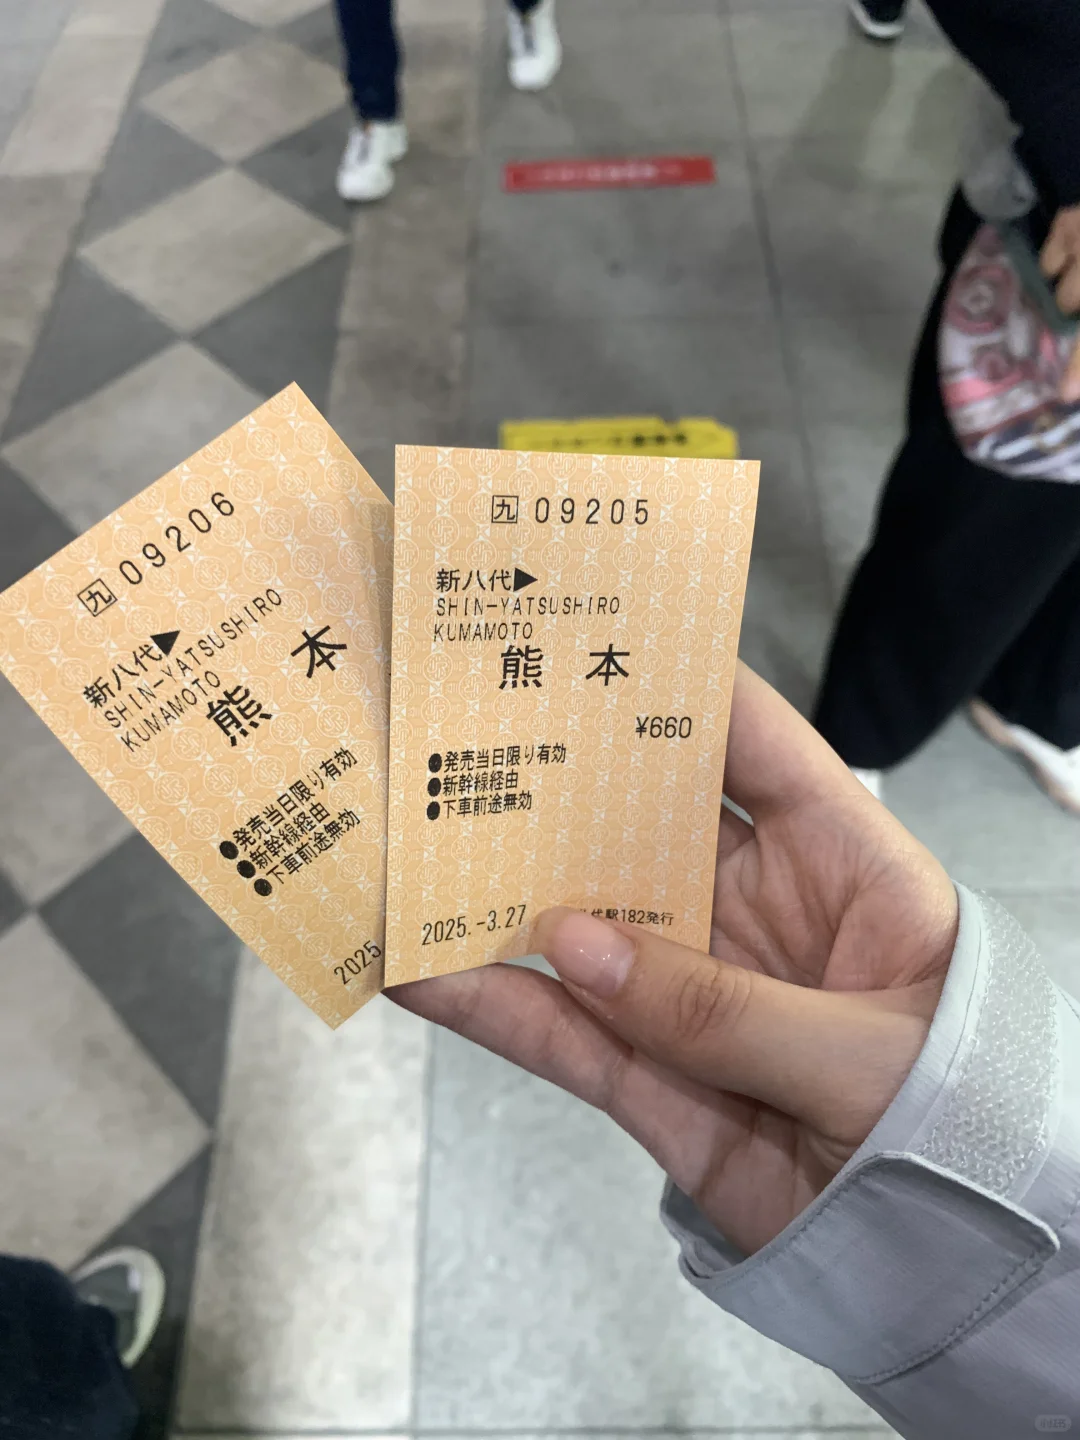 九 09206
新八代▶
SHIN-YATSUSHIRO
KUMAMOTO
熊 本
●発売当日限り有効
●新幹線経由
●下車前途無効
2025.
九 09205
新八代▶
SHIN-YATSUSHIRO
KUMAMOTO
熊 本
¥660
●発売当日限り有効
●新幹線経由
●下車前途無効
2025.-3.27
代駅182発行